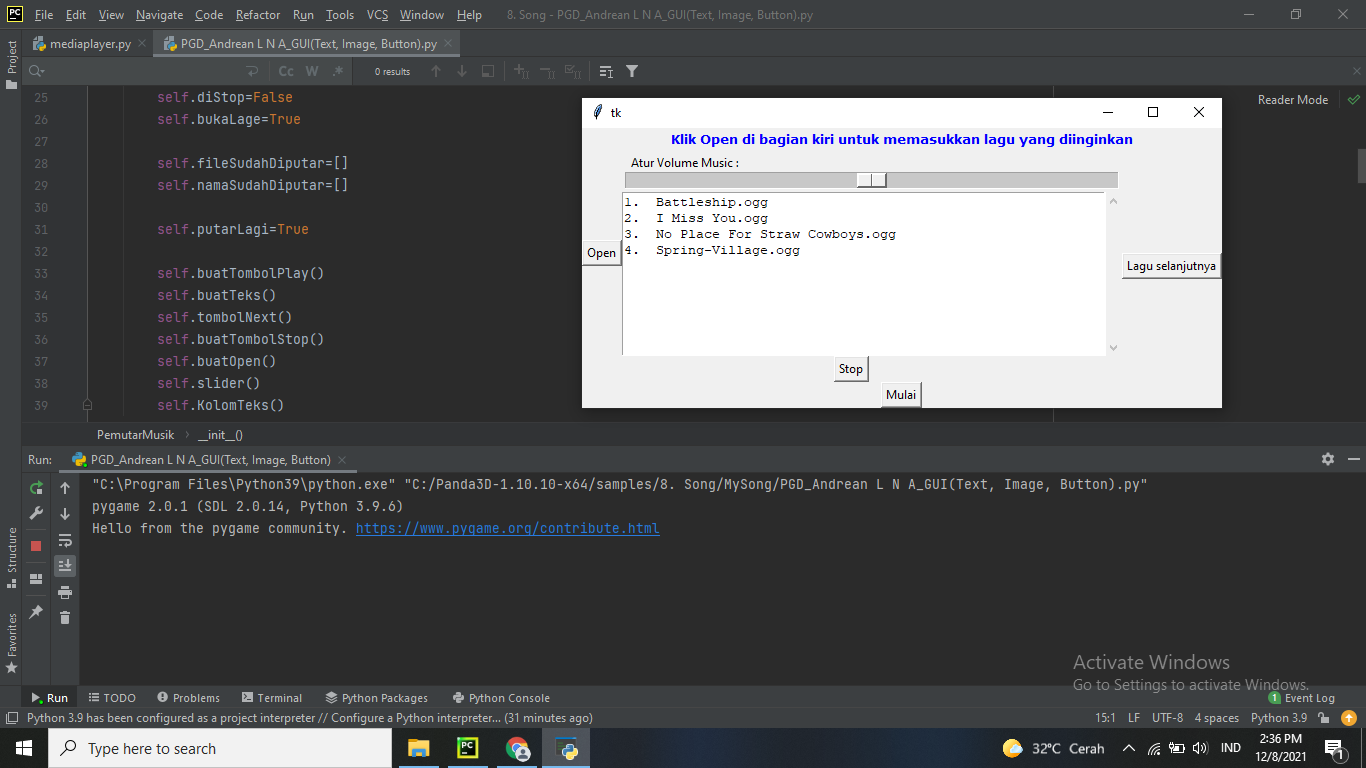 PC File Edit View Navigate Code Refactor Run Tools VCS Window Help 8. Song - PGD_Andrean L N A_GUI(Text, Image, Button).py
mediaplayer.py PGD_Andrean L N A_GUI(Text, Image, Button).py
Project
Cc W .* 0 results
Reader Mode
25 self.diStop=False
26 self.bukaLage=True
27
28 self.fileSudahDiputar=[]
29 self.namaSudahDiputar=[]
30
31 self.putarLagi=True
32
33 self.buatTombolPlay()
34 self.buatTeks()
35 self.tombolNext()
36 self.buatTombolStop()
37 self.buatOpen()
38 self.slider()
39 self.KolomTeks()
tk
Klik Open di bagian kiri untuk memasukkan lagu yang diinginkan
Atur Volume Music :
1. Battleship.ogg
2. I Miss You.ogg
3. No Place For Straw Cowboys.ogg
4. Spring-Village.ogg
Open
Lagu selanjutnya
Stop
Mulai
PemutarMusik › __init__()
Run: PGD_Andrean L N A_GUI(Text, Image, Button)
"C:\Program Files\Python39\python.exe" "C:/Panda3D-1.10.10-x64/samples/8. Song/MySong/PGD_Andrean L N A_GUI(Text, Image, Button).py"
pygame 2.0.1 (SDL 2.0.14, Python 3.9.6)
Hello from the pygame community. https://www.pygame.org/contribute.html
Structure
Favorites
Activate Windows
Go to Settings to activate Windows.
Run TODO Problems Terminal Python Packages Python Console 1 Event Log
Python 3.9 has been configured as a project interpreter // Configure a Python interpreter... (31 minutes ago) 15:1 LF UTF-8 4 spaces Python 3.9
Type here to search PC 32°C Cerah IND 2:36 PM
12/8/2021 1